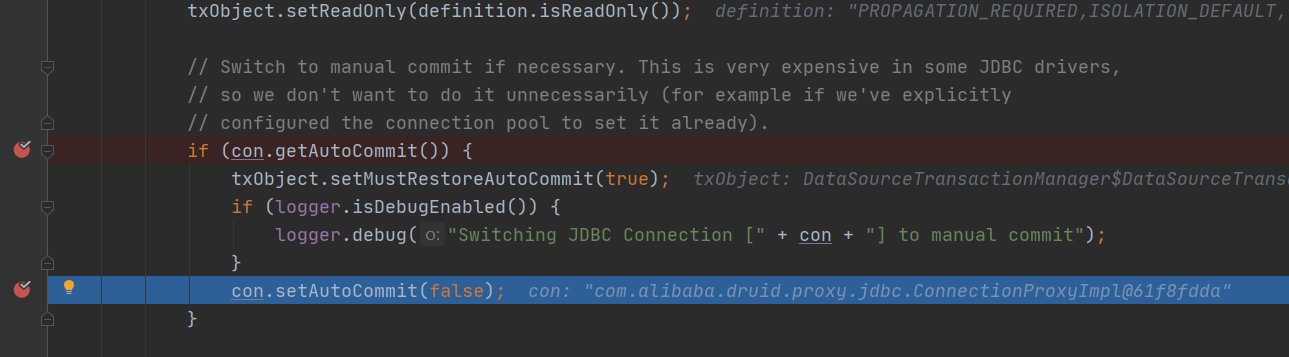 txObject.setReadOnly(definition.isReadOnly()); definition: "PROPAGATION_REQUIRED,ISOLATION_DEFAULT,
// Switch to manual commit if necessary. This is very expensive in some JDBC drivers,
// so we don't want to do it unnecessarily (for example if we've explicitly
// configured the connection pool to set it already).
if (con.getAutoCommit()) {
txObject.setMustRestoreAutoCommit(true); txObject: DataSourceTransactionManager$DataSourceTrans
if (logger.isDebugEnabled()) {
logger.debug( o: "Switching JDBC Connection [" + con + "] to manual commit");
}
con.setAutoCommit(false); con: "com.alibaba.druid.proxy.jdbc.ConnectionProxyImpl@61f8fdda"
}